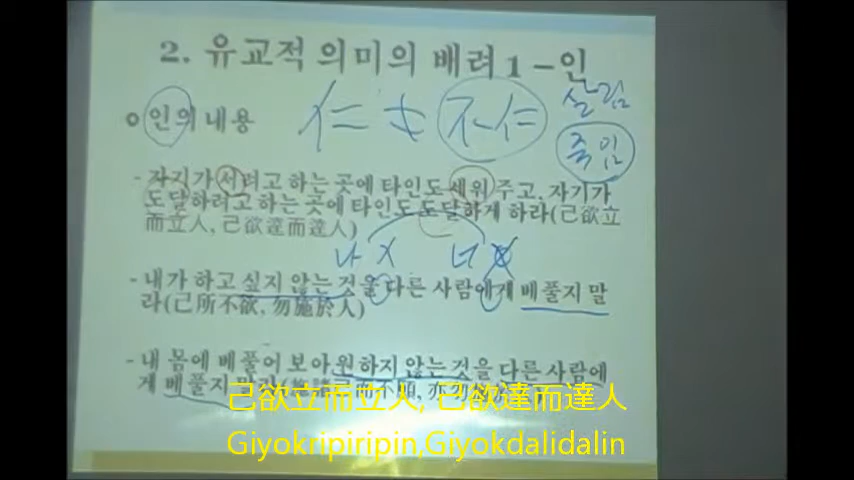 2. 유교적 의미의 배려 1 – 인
살림
ㅇ 인의 내용
仁 不仁
죽임
- 자지가 서려고 하는 곳에 타인도 세워 주고, 자기가
도달하려고 하는 곳에 타인도 도달하게 하라(己欲立
而立人, 己欲達而達人)
나 X 너 X
- 내가 하고 싶지 않는 것을 다른 사람에게 베풀지 말
라(己所不欲, 勿施於人)
- 내 몸에 베풀어 보아 원하지 않는 것을 다른 사람에
게 베풀지
己欲立而立人, 己欲達而達人
Giyokripiripin,Giyokdalidalin